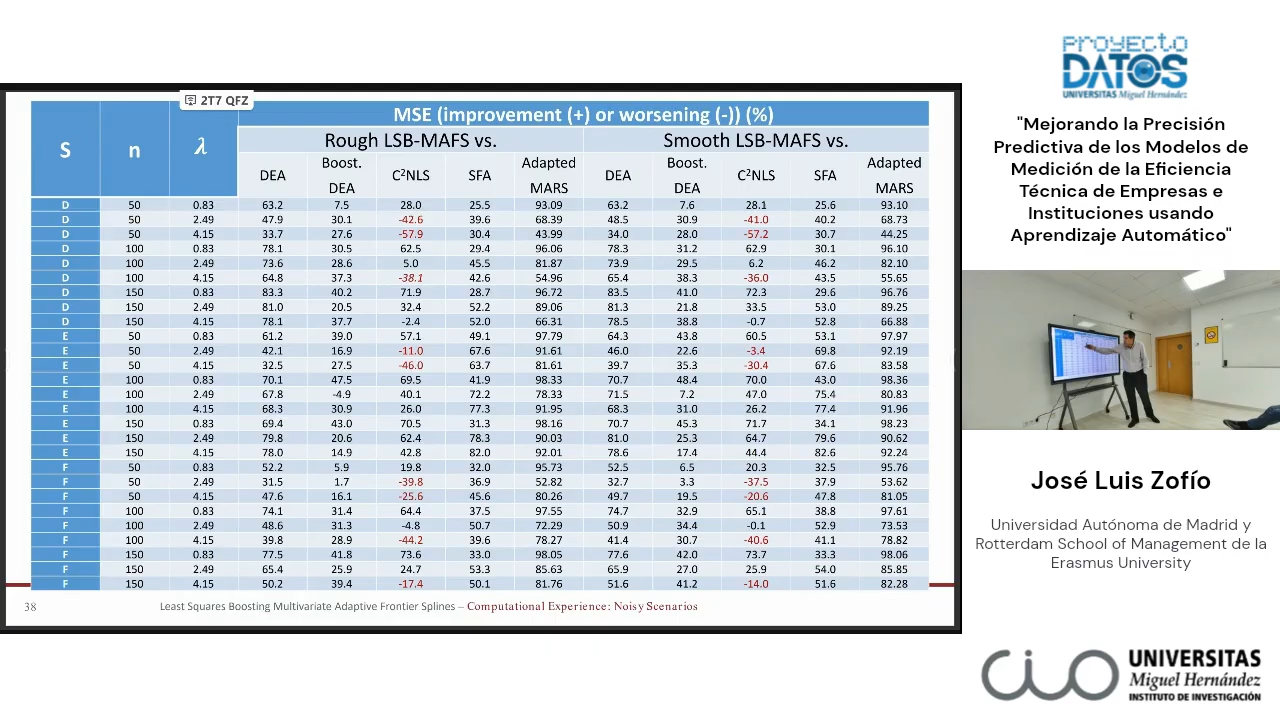 2T7 QFZ
MSE (improvement (+) or worsening (-)) (%)
S n λ Rough LSB-MAFS vs. Smooth LSB-MAFS vs.
DEA Boost. DEA C²NLS SFA Adapted MARS DEA Boost. DEA C²NLS SFA Adapted MARS
D 50 0.83 63.2 7.5 28.0 25.5 93.09 63.2 7.6 28.1 25.6 93.10
D 50 2.49 47.9 30.1 -42.6 39.6 68.39 48.5 30.9 -41.0 40.2 68.73
D 50 4.15 33.7 27.6 -57.9 30.4 43.99 34.0 28.0 -57.2 30.7 44.25
D 100 0.83 78.1 30.5 62.5 29.4 96.06 78.3 31.2 62.9 30.1 96.10
D 100 2.49 73.6 28.6 5.0 45.5 81.87 73.9 29.5 6.2 46.2 82.10
D 100 4.15 64.8 37.3 -38.1 42.6 54.96 65.4 38.3 -36.0 43.5 55.65
D 150 0.83 83.3 40.2 71.9 28.7 96.72 83.5 41.0 72.3 29.6 96.76
D 150 2.49 81.0 20.5 32.4 52.2 89.06 81.3 21.8 33.5 53.0 89.25
D 150 4.15 78.1 37.7 -2.4 52.0 66.31 78.5 38.8 -0.7 52.8 66.88
E 50 0.83 61.2 39.0 57.1 49.1 97.79 64.3 43.8 60.5 53.1 97.97
E 50 2.49 42.1 16.9 -11.0 67.6 91.61 46.0 22.6 -3.4 69.8 92.19
E 50 4.15 32.5 27.5 -46.0 63.7 81.61 39.7 35.3 -30.4 67.6 83.58
E 100 0.83 70.1 47.5 69.5 41.9 98.33 70.7 48.4 70.0 43.0 98.36
E 100 2.49 67.8 -4.9 40.1 72.2 78.33 71.5 7.2 47.0 75.4 80.83
E 100 4.15 68.3 30.9 26.0 77.3 91.95 68.3 31.0 26.2 77.4 91.96
E 150 0.83 69.4 43.0 70.5 31.3 98.16 70.7 45.3 71.7 34.1 98.23
E 150 2.49 79.8 20.6 62.4 78.3 90.03 81.0 25.3 64.7 79.6 90.62
E 150 4.15 78.0 14.9 42.8 82.0 92.01 78.6 17.4 44.4 82.6 92.24
F 50 0.83 52.2 5.9 19.8 32.0 95.73 52.5 6.5 20.3 32.5 95.76
F 50 2.49 31.5 1.7 -39.8 36.9 52.82 32.7 3.3 -37.5 37.9 53.62
F 50 4.15 47.6 16.1 -25.6 45.6 80.26 49.7 19.5 -20.6 47.8 81.05
F 100 0.83 74.1 31.4 64.4 37.5 97.55 74.7 32.9 65.1 38.8 97.61
F 100 2.49 48.6 31.3 -4.8 50.7 72.29 50.9 34.4 -0.1 52.9 73.53
F 100 4.15 39.8 28.9 -44.2 39.6 78.27 41.4 30.7 -40.6 41.1 78.82
F 150 0.83 77.5 41.8 73.6 33.0 98.05 77.6 42.0 73.7 33.3 98.06
F 150 2.49 65.4 25.9 24.7 53.3 85.63 65.9 27.0 25.9 54.0 85.85
F 150 4.15 50.2 39.4 -17.4 50.1 81.76 51.6 41.2 -14.0 51.6 82.28
38 Least Squares Boosting Multivariate Adaptive Frontier Splines – Computational Experience: Noisy Scenarios
PROYECTO
DATOS
UNIVERSITAS Miguel Hernández
"Mejorando la Precisión
Predictiva de los Modelos de
Medición de la Eficiencia
Técnica de Empresas e
Instituciones usando
Aprendizaje Automático"
José Luis Zofío
Universidad Autónoma de Madrid y
Rotterdam School of Management de la
Erasmus University
CIO UNIVERSITAS
Miguel Hernández
INSTITUTO DE INVESTIGACIÓN